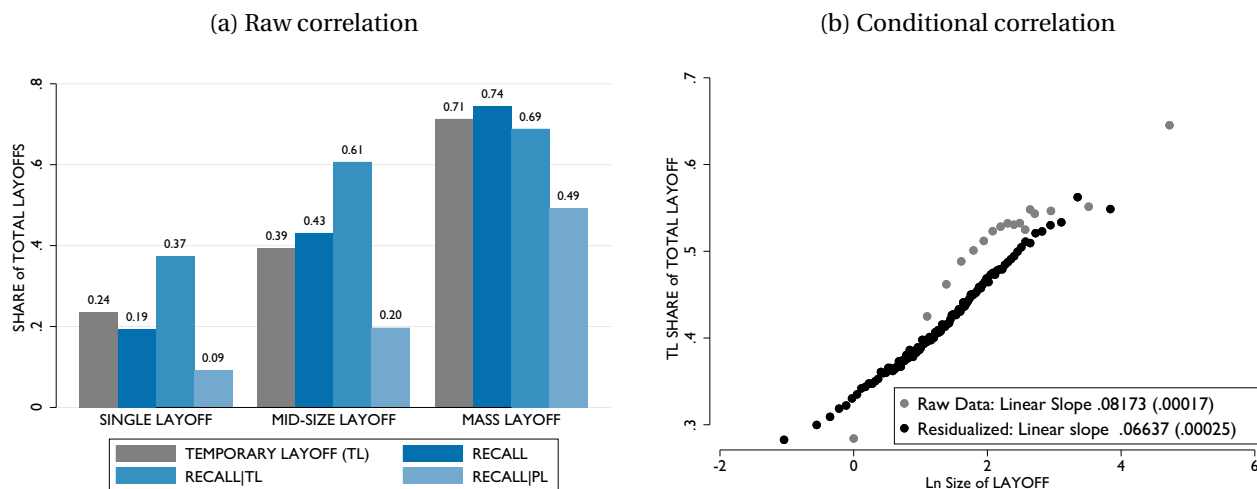 (a) Raw correlation
SHARE of TOTAL LAYOFFS
.8
.6
.4
.2
0
0.24
0.19
0.37
0.09
0.39
0.43
0.61
0.20
0.71
0.74
0.69
0.49
SINGLE LAYOFF
MID-SIZE LAYOFF
MASS LAYOFF
TEMPORARY LAYOFF (TL)
RECALL
RECALL|TL
RECALL|PL
(b) Conditional correlation
TL SHARE of TOTAL LAYOFF
.7
.6
.5
.4
.3
Raw Data: Linear Slope .08173 (.00017)
Residualized: Linear slope .06637 (.00025)
-2
0
2
4
6
Ln Size of LAYOFF